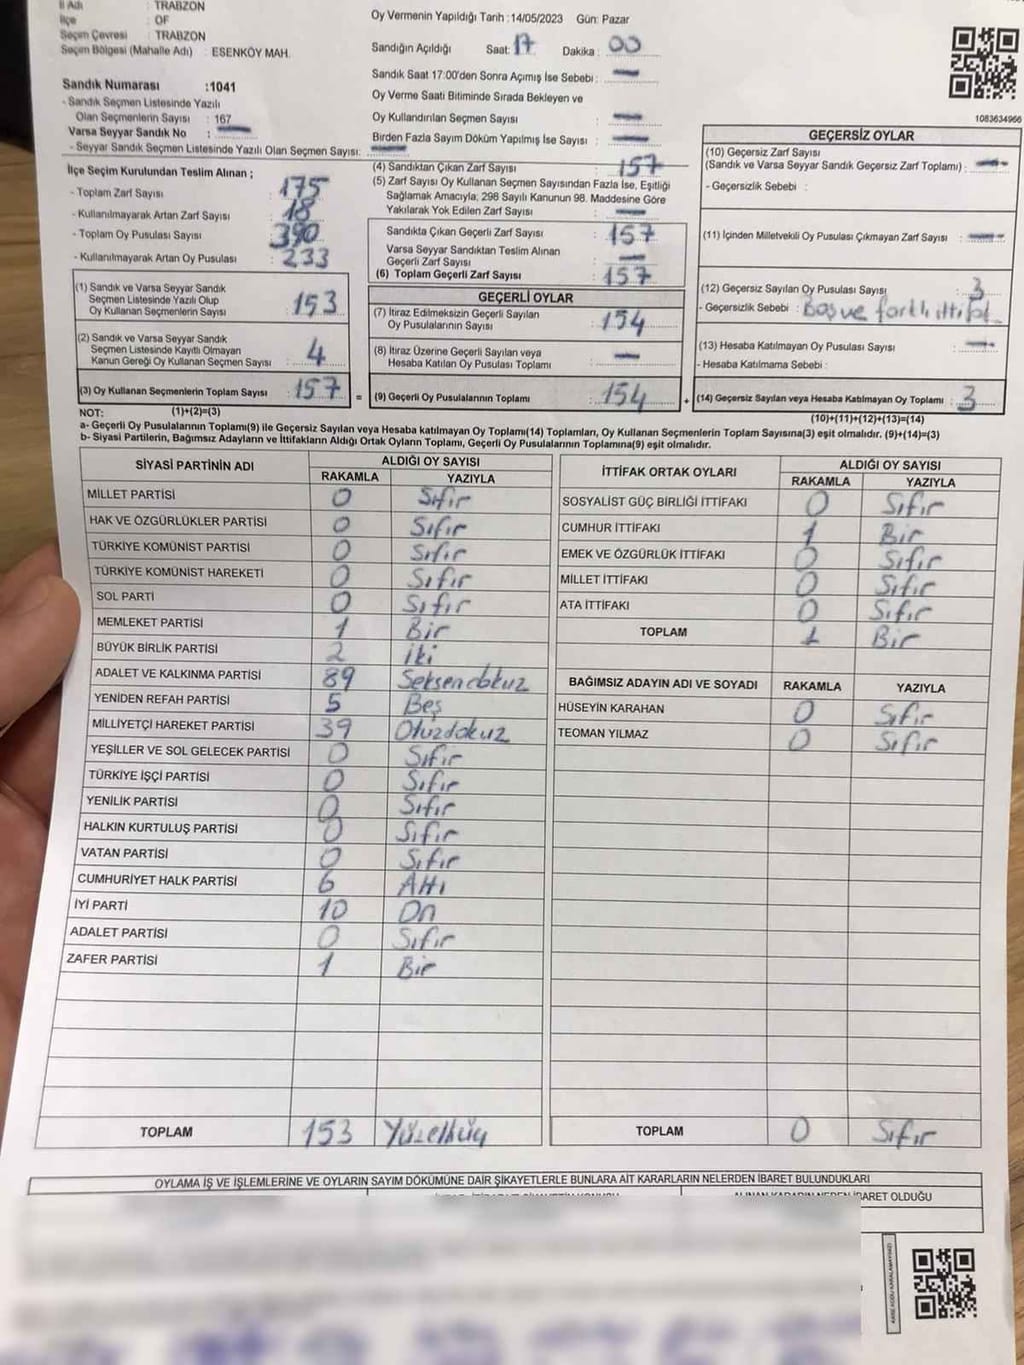 İl Adı : TRABZON
İlçe : OF
Seçim Çevresi : TRABZON
Seçim Bölgesi (Mahalle Adı) : ESENKÖY MAH.
Sandık Numarası :1041
- Sandık Seçmen Listesinde Yazılı
Olan Seçmenlerin Sayısı : 167
Varsa Seyyar Sandık No :
- Seyyar Sandık Seçmen Listesinde Yazılı Olan Seçmen Sayısı:
İlçe Seçim Kurulundan Teslim Alınan ;
- Toplam Zarf Sayısı : 175
- Kullanılmayarak Artan Zarf Sayısı : 18
- Toplam Oy Pusulası Sayısı : 390
- Kullanılmayarak Artan Oy Pusulası : 233
(1) Sandık ve Varsa Seyyar Sandık
Seçmen Listesinde Yazılı Olup
Oy Kullanan Seçmenlerin Sayısı : 153
(2) Sandık ve Varsa Seyyar Sandık
Seçmen Listesinde Kayıtlı Olmayan
Kanun Gereği Oy Kullanan Seçmen Sayısı : 4
(3) Oy Kullanan Seçmenlerin Toplam Sayısı : 157
(1)+(2)=(3)
Oy Vermenin Yapıldığı Tarih :14/05/2023 Gün: Pazar
Sandığın Açıldığı Saat: 17 Dakika : 00
Sandık Saat 17:00'den Sonra Açımış İse Sebebi :
Oy Verme Saati Bitiminde Sırada Bekleyen ve
Oy Kullandırılan Seçmen Sayısı :
Birden Fazla Sayım Döküm Yapılmış İse Sayısı :
(4) Sandıktan Çıkan Zarf Sayısı : 157
(5) Zarf Sayısı Oy Kullanan Seçmen Sayısından Fazla İse, Eşitliği
Sağlamak Amacıyla; 298 Sayılı Kanunun 98. Maddesine Göre
Yakılarak Yok Edilen Zarf Sayısı :
Sandıkta Çıkan Geçerli Zarf Sayısı : 157
Varsa Seyyar Sandıktan Teslim Alınan
Geçerli Zarf Sayısı :
(6) Toplam Geçerli Zarf Sayısı : 157
GEÇERLİ OYLAR
(7) İtiraz Edilmeksizin Geçerli Sayılan
Oy Pusulalarının Sayısı : 154
(8) İtiraz Üzerine Geçerli Sayılan veya
Hesaba Katılan Oy Pusulası Toplamı :
= (9) Geçerli Oy Pusulalarının Toplamı : 154 +
1083634966
GEÇERSİZ OYLAR
(10) Geçersiz Zarf Sayısı
(Sandık ve Varsa Seyyar Sandık Geçersiz Zarf Toplamı) :
- Geçersizlik Sebebi :
(11) İçinden Milletvekili Oy Pusulası Çıkmayan Zarf Sayısı :
(12) Geçersiz Sayılan Oy Pusulası Sayısı : 3
- Geçersizlik Sebebi : Boş ve farklı ittifak
(13) Hesaba Katılmayan Oy Pusulası Sayısı :
- Hesaba Katılmama Sebebi :
(14) Geçersiz Sayılan veya Hesaba Katılmayan Oy Toplamı : 3
(10)+(11)+(12)+(13)=(14)
NOT:
a- Geçerli Oy Pusulalarının Toplamı(9) ile Geçersiz Sayılan veya Hesaba katılmayan Oy Toplamı(14) Toplamları, Oy Kullanan Seçmenlerin Toplam Sayısına(3) eşit olmalıdır. (9)+(14)=(3)
b- Siyasi Partilerin, Bağımsız Adayların ve İttifakların Aldığı Ortak Oyların Toplamı, Geçerli Oy Pusulalarının Toplamına(9) eşit olmalıdır.
SİYASİ PARTİNİN ADI ALDIĞI OY SAYISI
RAKAMLA YAZIYLA
MİLLET PARTİSİ 0 Sıfır
HAK VE ÖZGÜRLÜKLER PARTİSİ 0 Sıfır
TÜRKİYE KOMÜNİST PARTİSİ 0 Sıfır
TÜRKİYE KOMÜNİST HAREKETİ 0 Sıfır
SOL PARTİ 0 Sıfır
MEMLEKET PARTİSİ 1 Bir
BÜYÜK BİRLİK PARTİSİ 2 iki
ADALET VE KALKINMA PARTİSİ 89 Seksendokuz
YENİDEN REFAH PARTİSİ 5 Beş
MİLLİYETÇİ HAREKET PARTİSİ 39 Otuzdokuz
YEŞİLLER VE SOL GELECEK PARTİSİ 0 Sıfır
TÜRKİYE İŞÇİ PARTİSİ 0 Sıfır
YENİLİK PARTİSİ 0 Sıfır
HALKIN KURTULUŞ PARTİSİ 0 Sıfır
VATAN PARTİSİ 0 Sıfır
CUMHURİYET HALK PARTİSİ 6 Altı
İYİ PARTİ 10 On
ADALET PARTİSİ 0 Sıfır
ZAFER PARTİSİ 1 Bir
TOPLAM 153 Yüzelliüç
İTTİFAK ORTAK OYLARI ALDIĞI OY SAYISI
RAKAMLA YAZIYLA
SOSYALİST GÜÇ BİRLİĞİ İTTİFAKI 0 Sıfır
CUMHUR İTTİFAKI 1 Bir
EMEK VE ÖZGÜRLÜK İTTİFAKI 0 Sıfır
MİLLET İTTİFAKI 0 Sıfır
ATA İTTİFAKI 0 Sıfır
TOPLAM 1 Bir
BAĞIMSIZ ADAYIN ADI VE SOYADI RAKAMLA YAZIYLA
HÜSEYİN KARAHAN 0 Sıfır
TEOMAN YILMAZ 0 Sıfır
TOPLAM 0 Sıfır
OYLAMA İŞ VE İŞLEMLERİNE VE OYLARIN SAYIM DÖKÜMÜNE DAİR ŞİKAYETLERLE BUNLARA AİT KARARLARIN NELERDEN İBARET BULUNDUKLARI
İBARET OLDUĞU